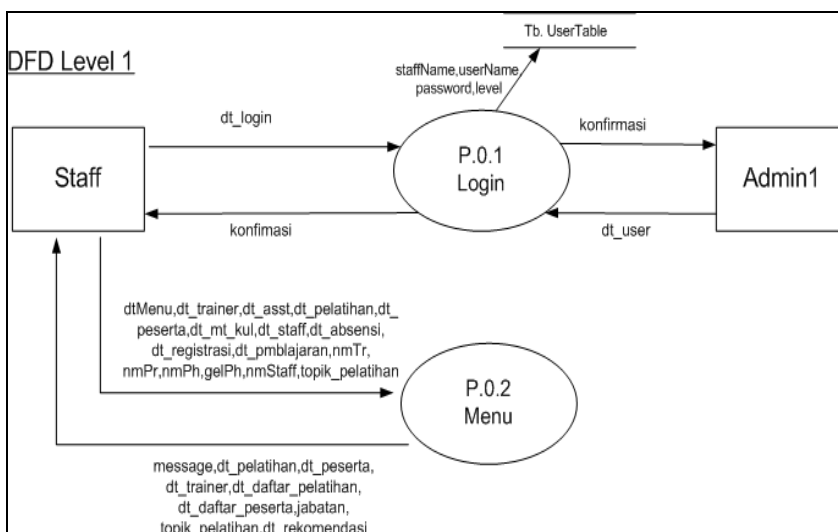 Tb. UserTable
DFD Level 1
staffName,userName,
password,level
dt_login
konfirmasi
Staff
P.0.1
Login
Admin1
konfimasi
dt_user
dtMenu,dt_trainer,dt_asst,dt_pelatihan,dt_
peserta,dt_mt_kul,dt_staff,dt_absensi,
dt_registrasi,dt_pmblajaran,nmTr,
nmPr,nmPh,gelPh,nmStaff,topik_pelatihan
P.0.2
Menu
message,dt_pelatihan,dt_peserta,
dt_trainer,dt_daftar_pelatihan,
dt_daftar_peserta,jabatan,
topik_pelatihan,dt_rekomendasi